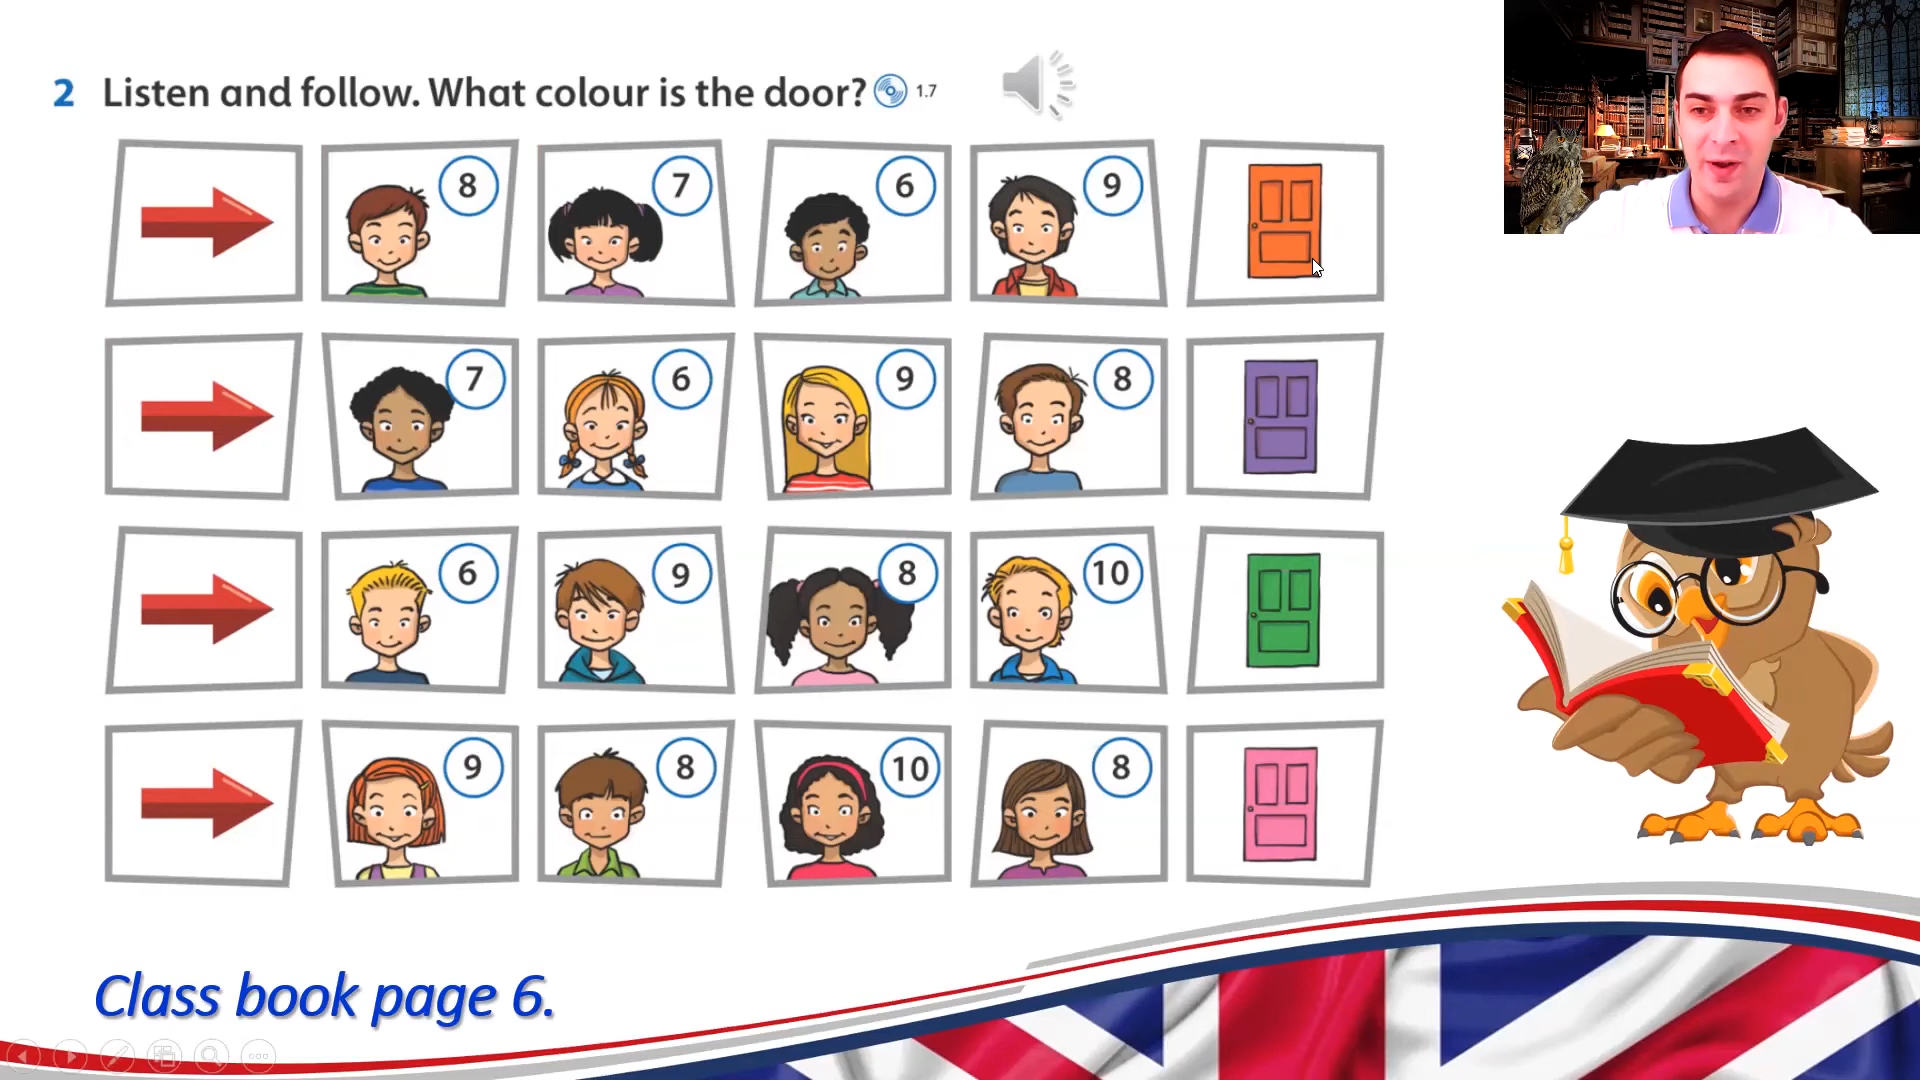 2 Listen and follow. What colour is the door? 1.7
8 7 6 9
7 6 9 8
6 9 8 10
9 8 10 8
Class book page 6.